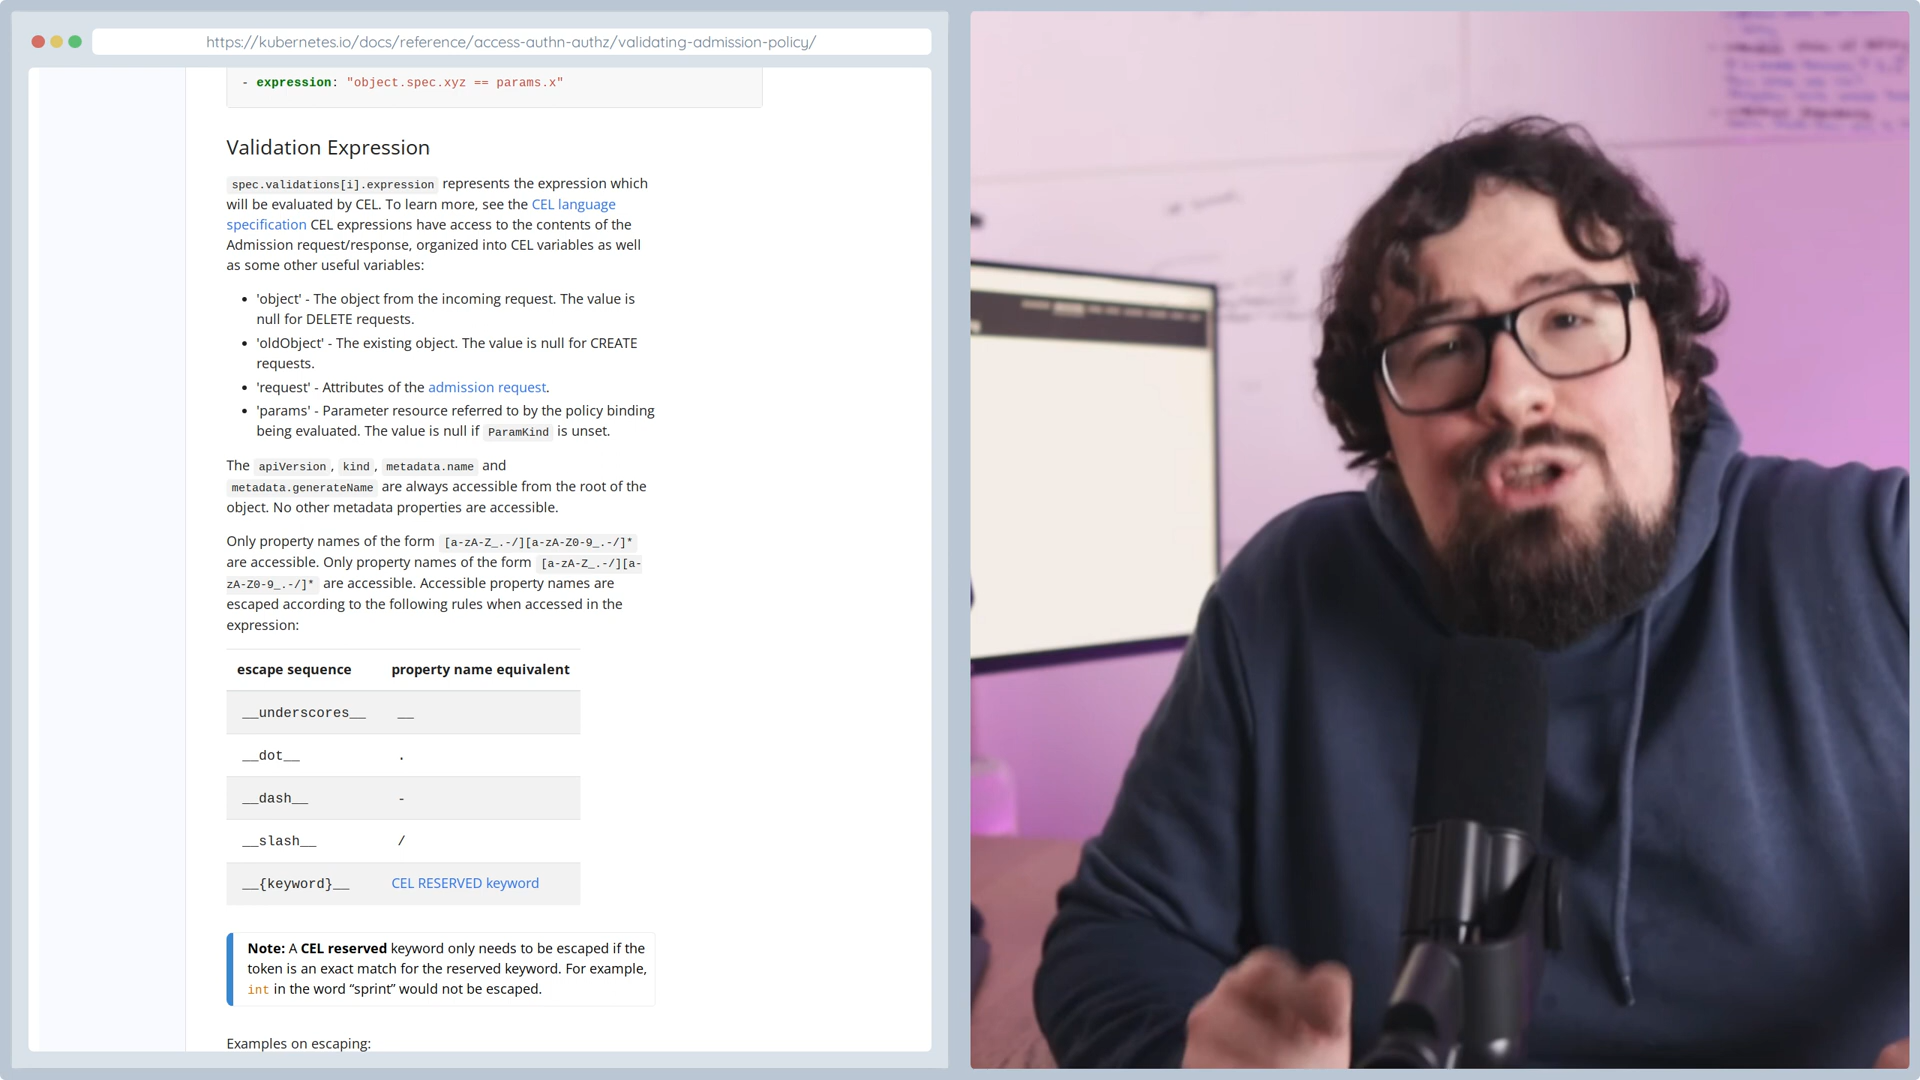 https://kubernetes.io/docs/reference/access-authn-authz/validating-admission-policy/
- expression: "object.spec.xyz == params.x"
Validation Expression
spec.validations[i].expression represents the expression which
will be evaluated by CEL. To learn more, see the CEL language
specification CEL expressions have access to the contents of the
Admission request/response, organized into CEL variables as well
as some other useful variables:
• 'object' - The object from the incoming request. The value is
null for DELETE requests.
• 'oldObject' - The existing object. The value is null for CREATE
requests.
• 'request' - Attributes of the admission request.
• 'params' - Parameter resource referred to by the policy binding
being evaluated. The value is null if ParamKind is unset.
The apiVersion, kind, metadata.name and
metadata.generateName are always accessible from the root of the
object. No other metadata properties are accessible.
Only property names of the form [a-zA-Z_.-/][a-zA-Z0-9_.-/]*
are accessible. Only property names of the form [a-zA-Z_.-/][a-
zA-Z0-9_.-/]* are accessible. Accessible property names are
escaped according to the following rules when accessed in the
expression:
escape sequence property name equivalent
__underscores__ __
__dot__ .
__dash__ -
__slash__ /
__{keyword}__ CEL RESERVED keyword
Note: A CEL reserved keyword only needs to be escaped if the
token is an exact match for the reserved keyword. For example,
int in the word “sprint” would not be escaped.
Examples on escaping: